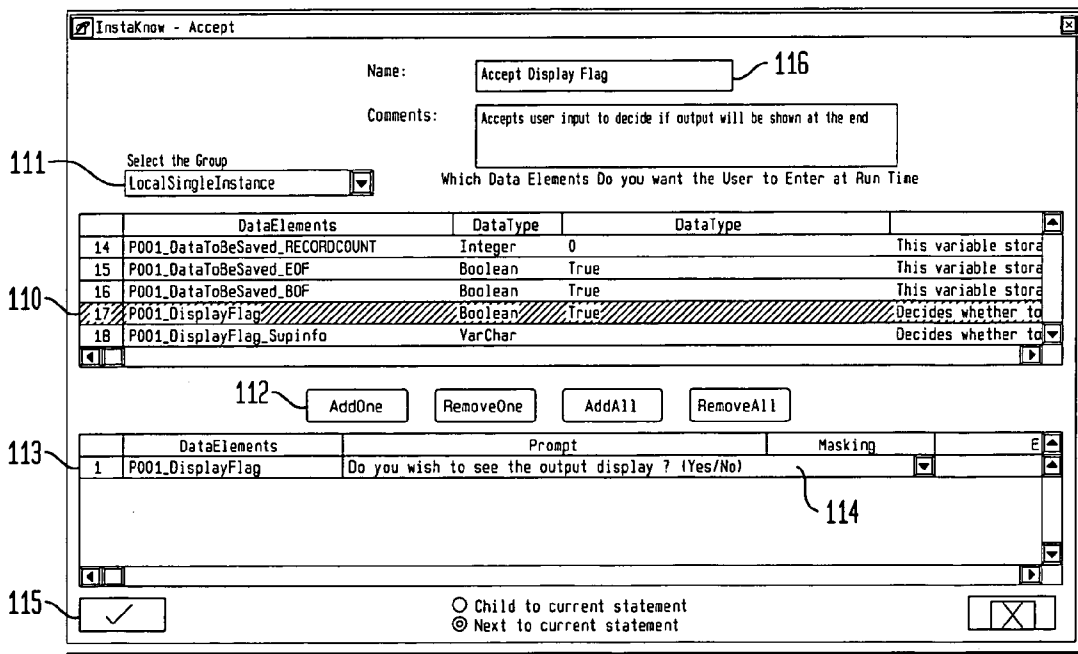 InstaKnow - Accept
Name: Accept Display Flag 116
Comments: Accepts user input to decide if output will be shown at the end
111 Select the Group
LocalSingleInstance
Which Data Elements Do you want the User to Enter at Run Time
DataElements DataType DataType
14 P001_DataToBeSaved_RECORDCOUNT Integer 0 This variable stora
15 P001_DataToBeSaved_EOF Boolean True This variable stora
16 P001_DataToBeSaved_BOF Boolean True This variable stora
110 17 P001_DisplayFlag Boolean True Decides whether to
18 P001_DisplayFlag_Supinfo VarChar Decides whether to
112 AddOne RemoveOne AddAll RemoveAll
DataElements Prompt Masking E
113 1 P001_DisplayFlag Do you wish to see the output display ? (Yes/No)
114
115 Child to current statement
Next to current statement